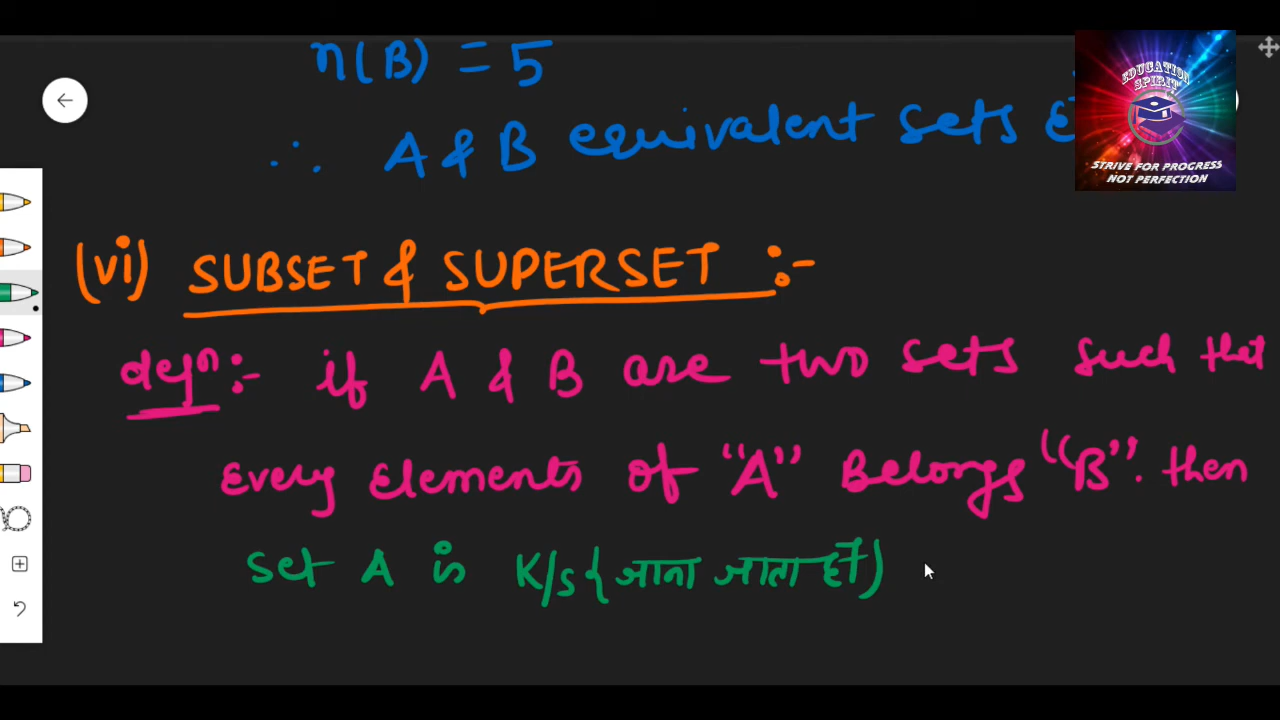 n(B) = 5
∴ A & B equivalent sets
EDUCATION
SPIRIT
STRIVE FOR PROGRESS
NOT PERFECTION
(vi) SUBSET & SUPERSET :-
defⁿ:- if A & B are two sets such that
Every Elements of "A" Belongs "B". then
Set A is K/s {जाना जाता हैं)